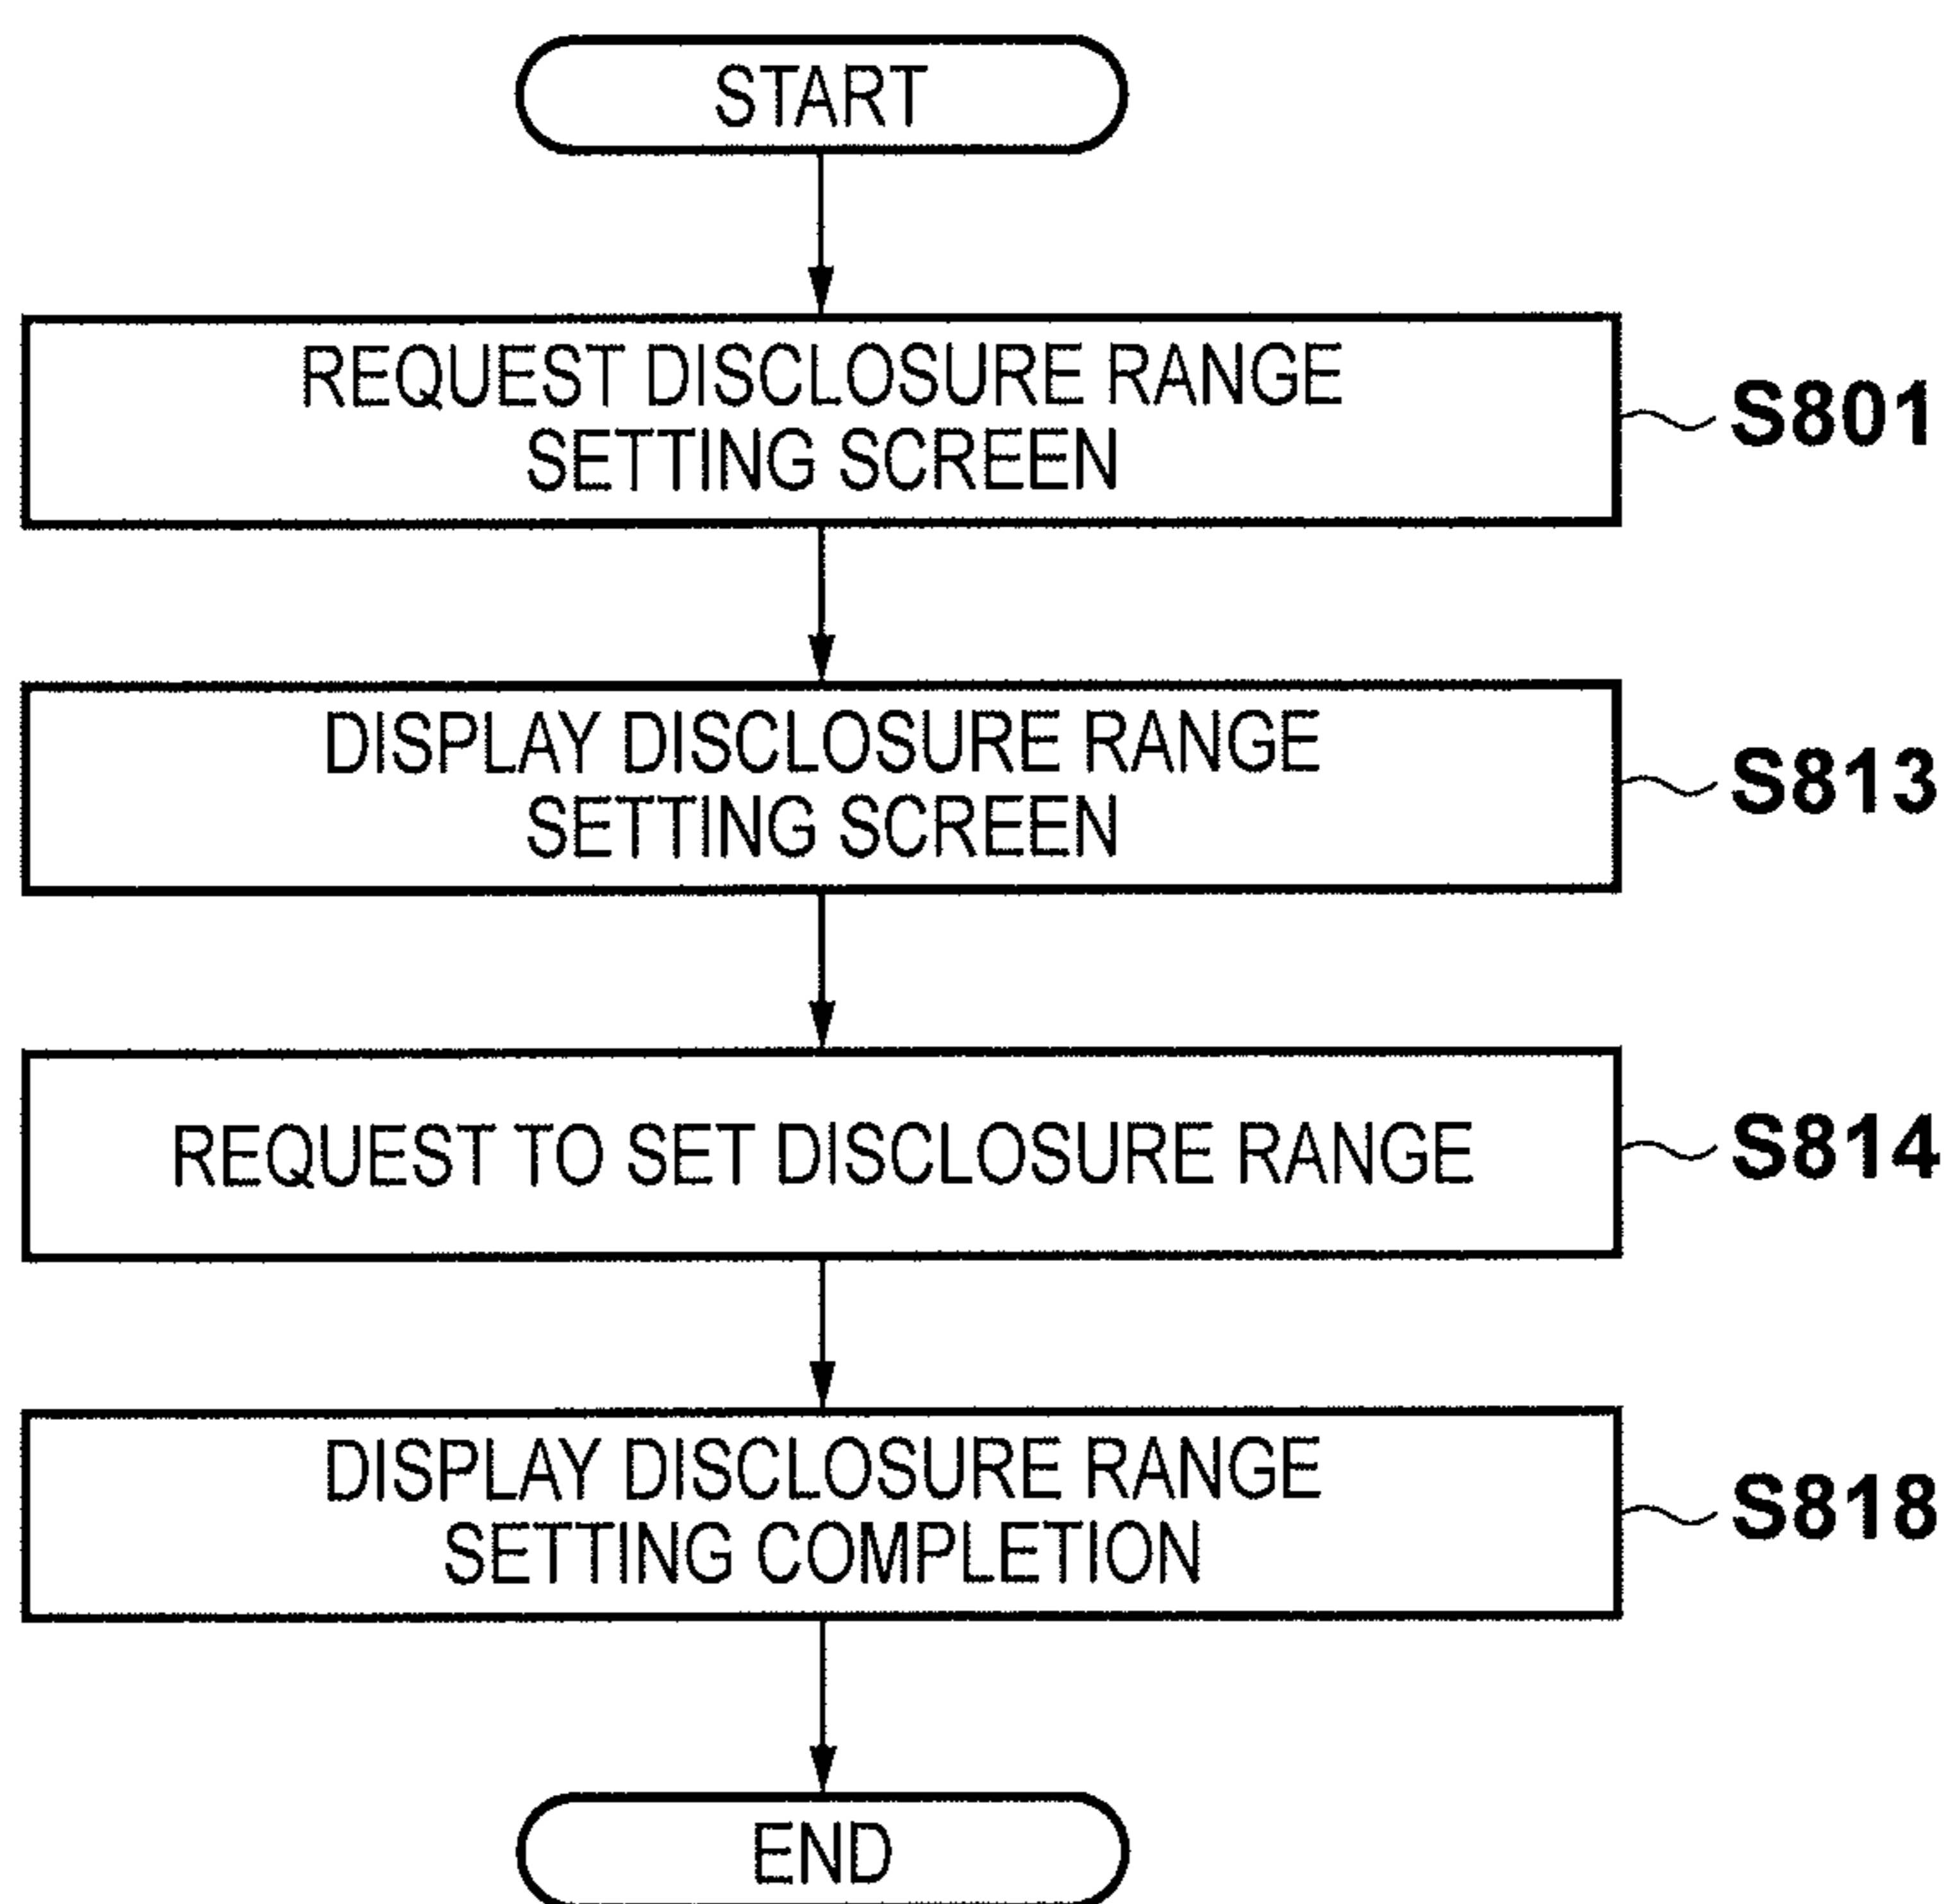 START
REQUEST DISCLOSURE RANGE
SETTING SCREEN
S801
DISPLAY DISCLOSURE RANGE
SETTING SCREEN
S813
REQUEST TO SET DISCLOSURE RANGE
S814
DISPLAY DISCLOSURE RANGE
SETTING COMPLETION
S818
END